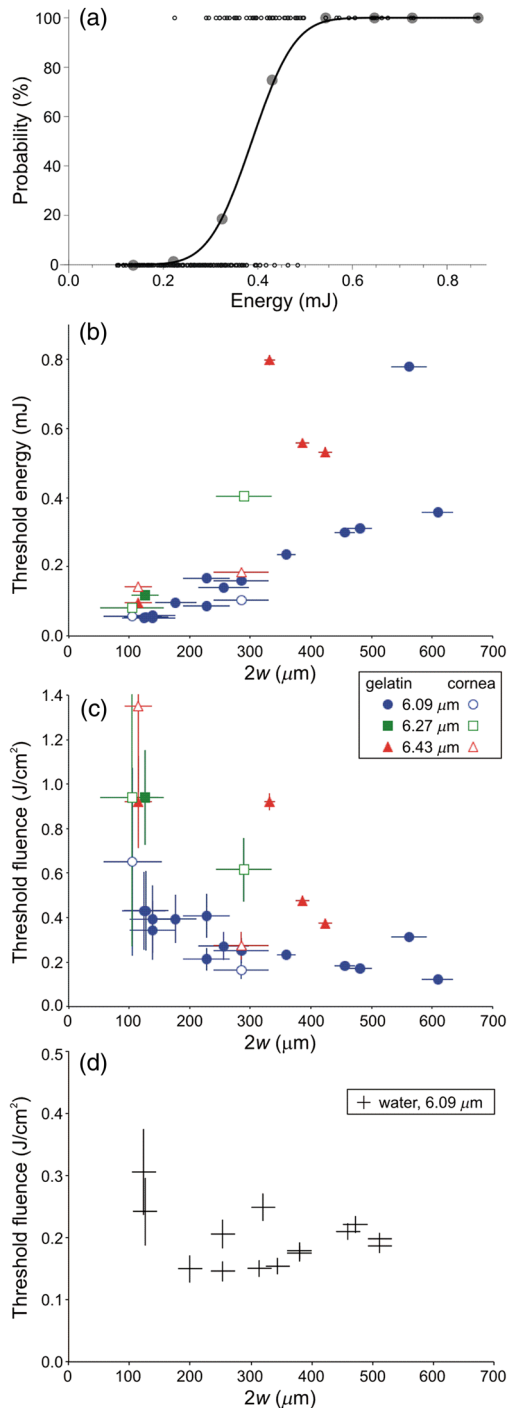 (a)
100
80
60
40
20
0
Probability (%)
0.0 0.2 0.4 0.6 0.8
Energy (mJ)
(b)
0.8
0.6
0.4
0.2
0.0
Threshold energy (mJ)
0 100 200 300 400 500 600 700
2w (μm)
gelatin cornea
6.09 μm
6.27 μm
6.43 μm
(c)
1.4
1.2
1.0
0.8
0.6
0.4
0.2
0.0
Threshold fluence (J/cm²)
0 100 200 300 400 500 600 700
2w (μm)
(d)
water, 6.09 μm
0.5
0.4
0.3
0.2
0.1
0.0
Threshold fluence (J/cm²)
0 100 200 300 400 500 600 700
2w (μm)